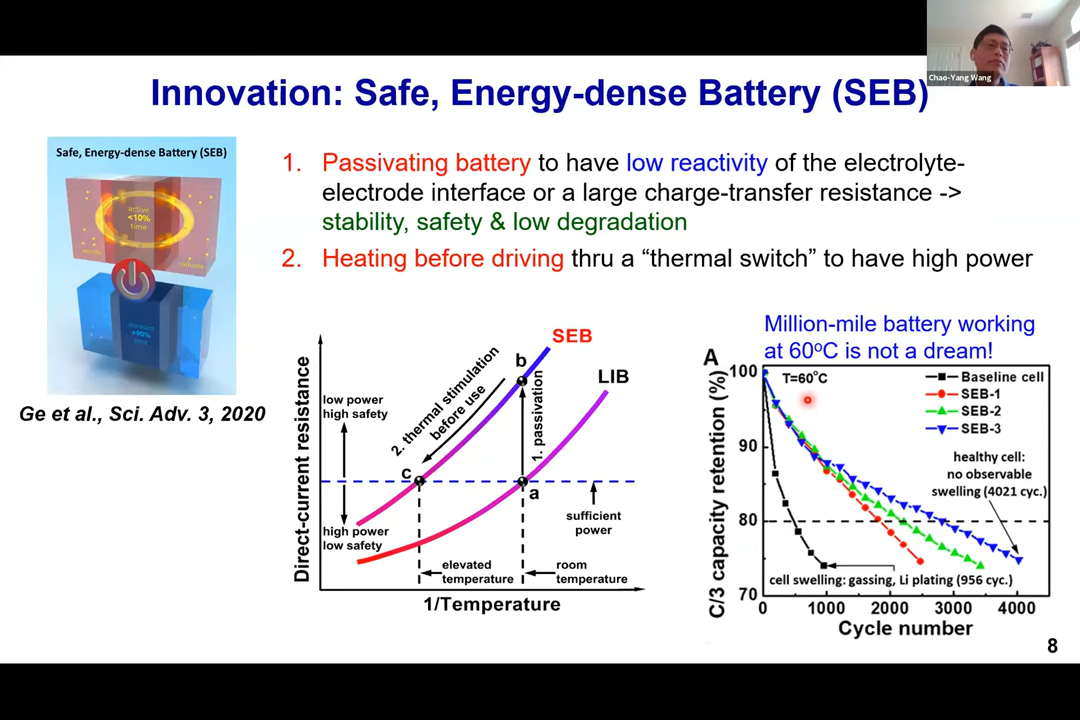 Chao-Yang Wang
Innovation: Safe, Energy-dense Battery (SEB)
Safe, Energy-dense Battery (SEB)
active
<10%
time
anode
cathode
dormant
>90%
time
Ge et al., Sci. Adv. 3, 2020
1. Passivating battery to have low reactivity of the electrolyte-
electrode interface or a large charge-transfer resistance ->
stability, safety & low degradation
2. Heating before driving thru a “thermal switch” to have high power
Direct-current resistance
low power
high safety
high power
low safety
2. thermal stimulation
before use
1. passivation
SEB
LIB
b
c
a
sufficient
power
elevated
temperature
room
temperature
1/Temperature
Million-mile battery working
at 60°C is not a dream!
A
C/3 capacity retention (%)
100
90
80
70
T=60°C
Baseline cell
SEB-1
SEB-2
SEB-3
healthy cell:
no observable
swelling (4021 cyc.)
cell swelling: gassing, Li plating (956 cyc.)
0 1000 2000 3000 4000
Cycle number
8